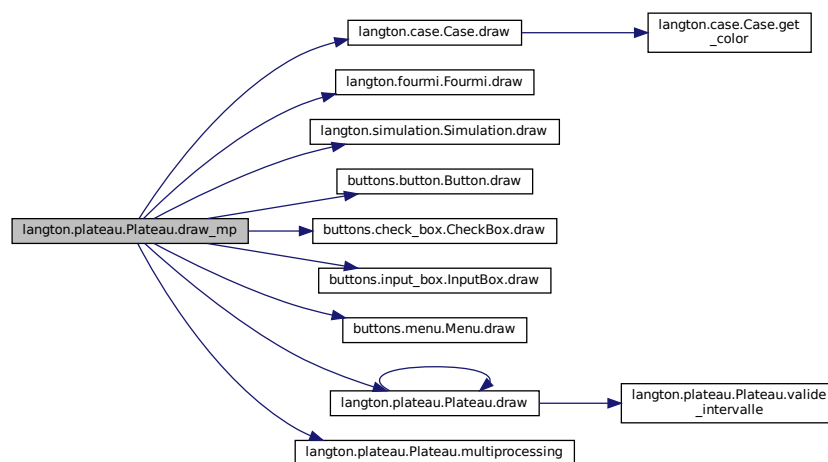 langton.plateau.Plateau.draw_mp
langton.case.Case.draw
langton.case.Case.get
_color
langton.fourmi.Fourmi.draw
langton.simulation.Simulation.draw
buttons.button.Button.draw
buttons.check_box.CheckBox.draw
buttons.input_box.InputBox.draw
buttons.menu.Menu.draw
langton.plateau.Plateau.draw
langton.plateau.Plateau.valide
_intervalle
langton.plateau.Plateau.multiprocessing